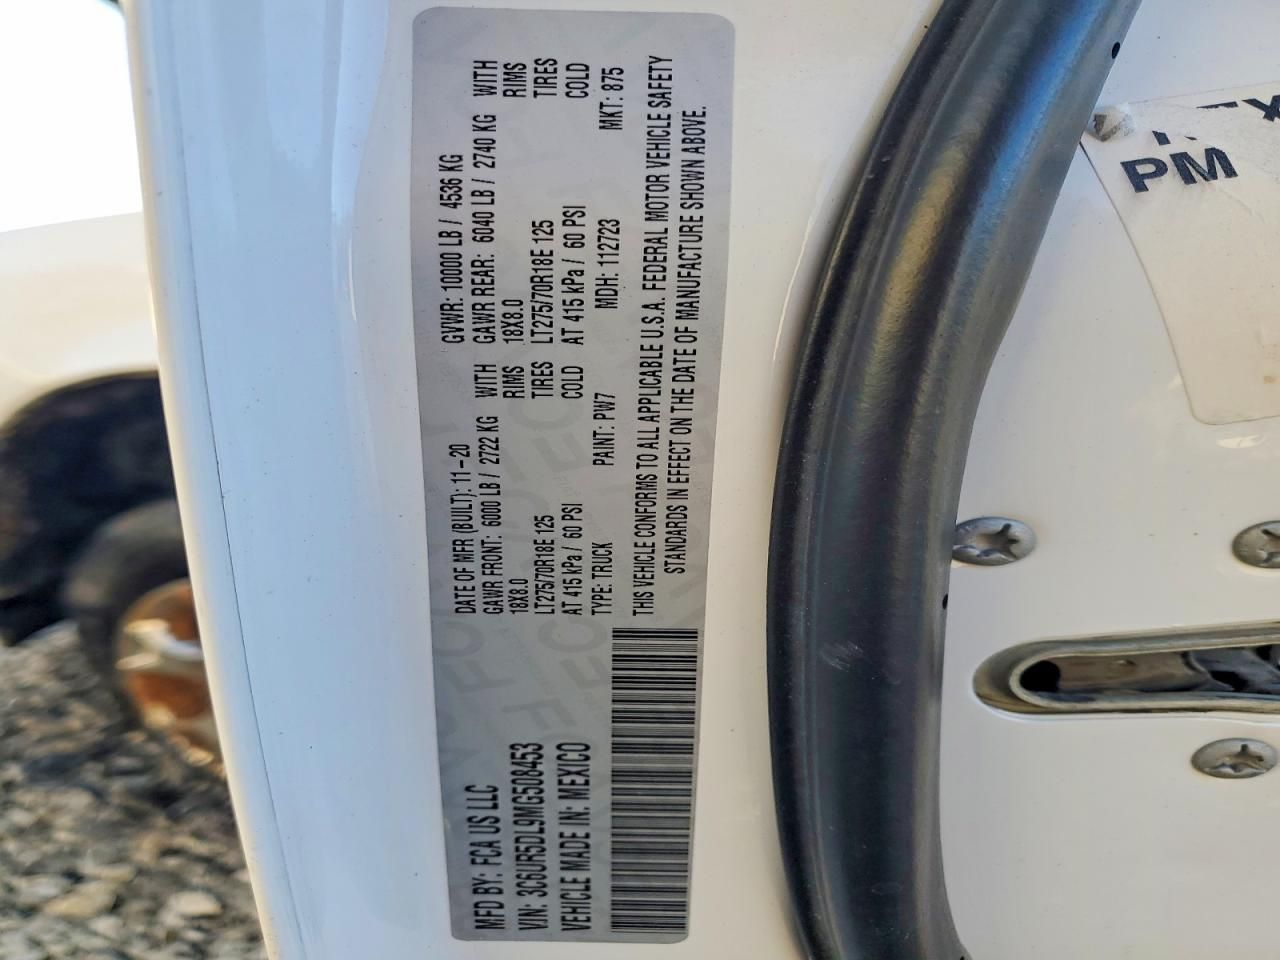 MFD BY: FCA US LLC DATE OF MFR (BUILT): 11-20 GVWR: 10000 LB / 4536 KG
GAWR FRONT: 6000 LB / 2722 KG WITH GAWR REAR: 6040 LB / 2740 KG WITH
18X8.0 RIMS 18X8.0 RIMS
VIN: 3C6UR5DL9MG508453 LT275/70R18E 125 TIRES LT275/70R18E 125 TIRES
VEHICLE MADE IN: MEXICO AT 415 kPa / 60 PSI COLD AT 415 kPa / 60 PSI COLD
TYPE: TRUCK PAINT: PW7 MDH: 112723 MKT: 875
THIS VEHICLE CONFORMS TO ALL APPLICABLE U.S.A. FEDERAL MOTOR VEHICLE SAFETY
STANDARDS IN EFFECT ON THE DATE OF MANUFACTURE SHOWN ABOVE.
PM